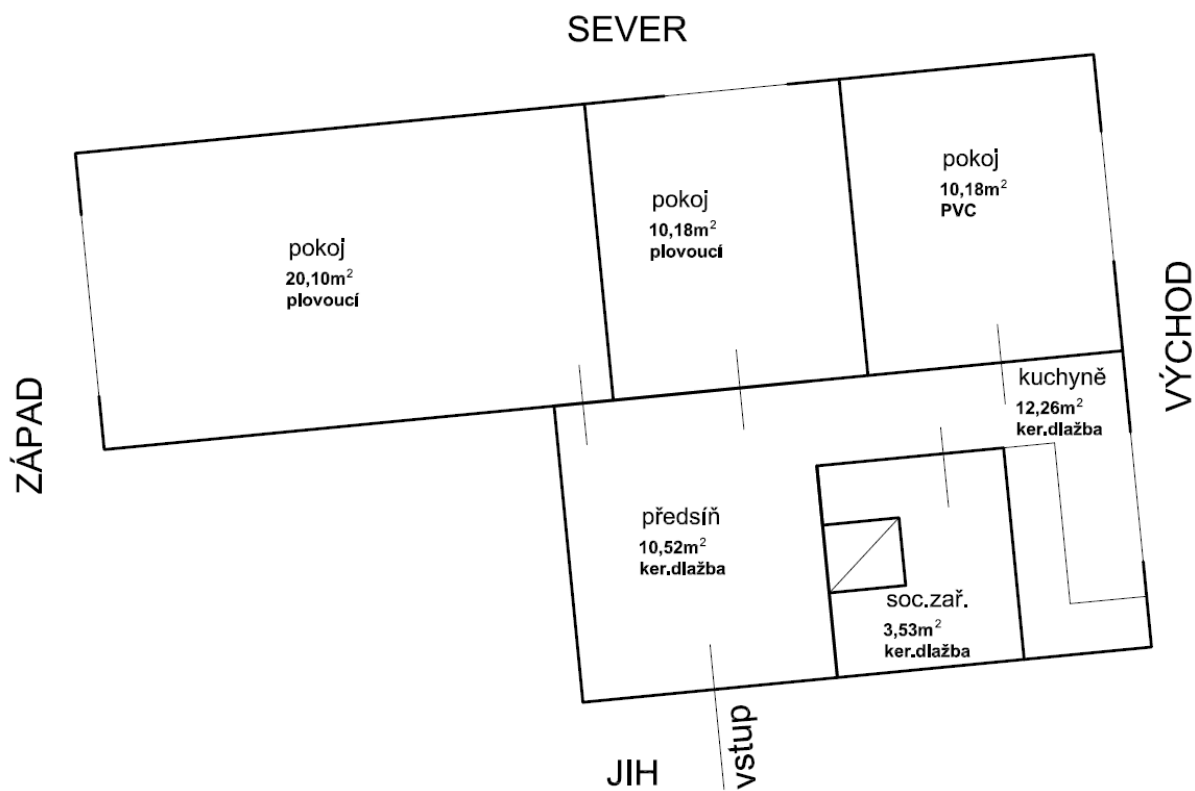 SEVER
pokoj
10,18m²
PVC
pokoj
10,18m²
plovoucí
pokoj
20,10m²
plovoucí
VÝCHOD
ZÁPAD
kuchyně
12,26m²
ker.dlažba
předsíň
10,52m²
ker.dlažba
soc.zař.
3,53m²
ker.dlažba
vstup
JIH